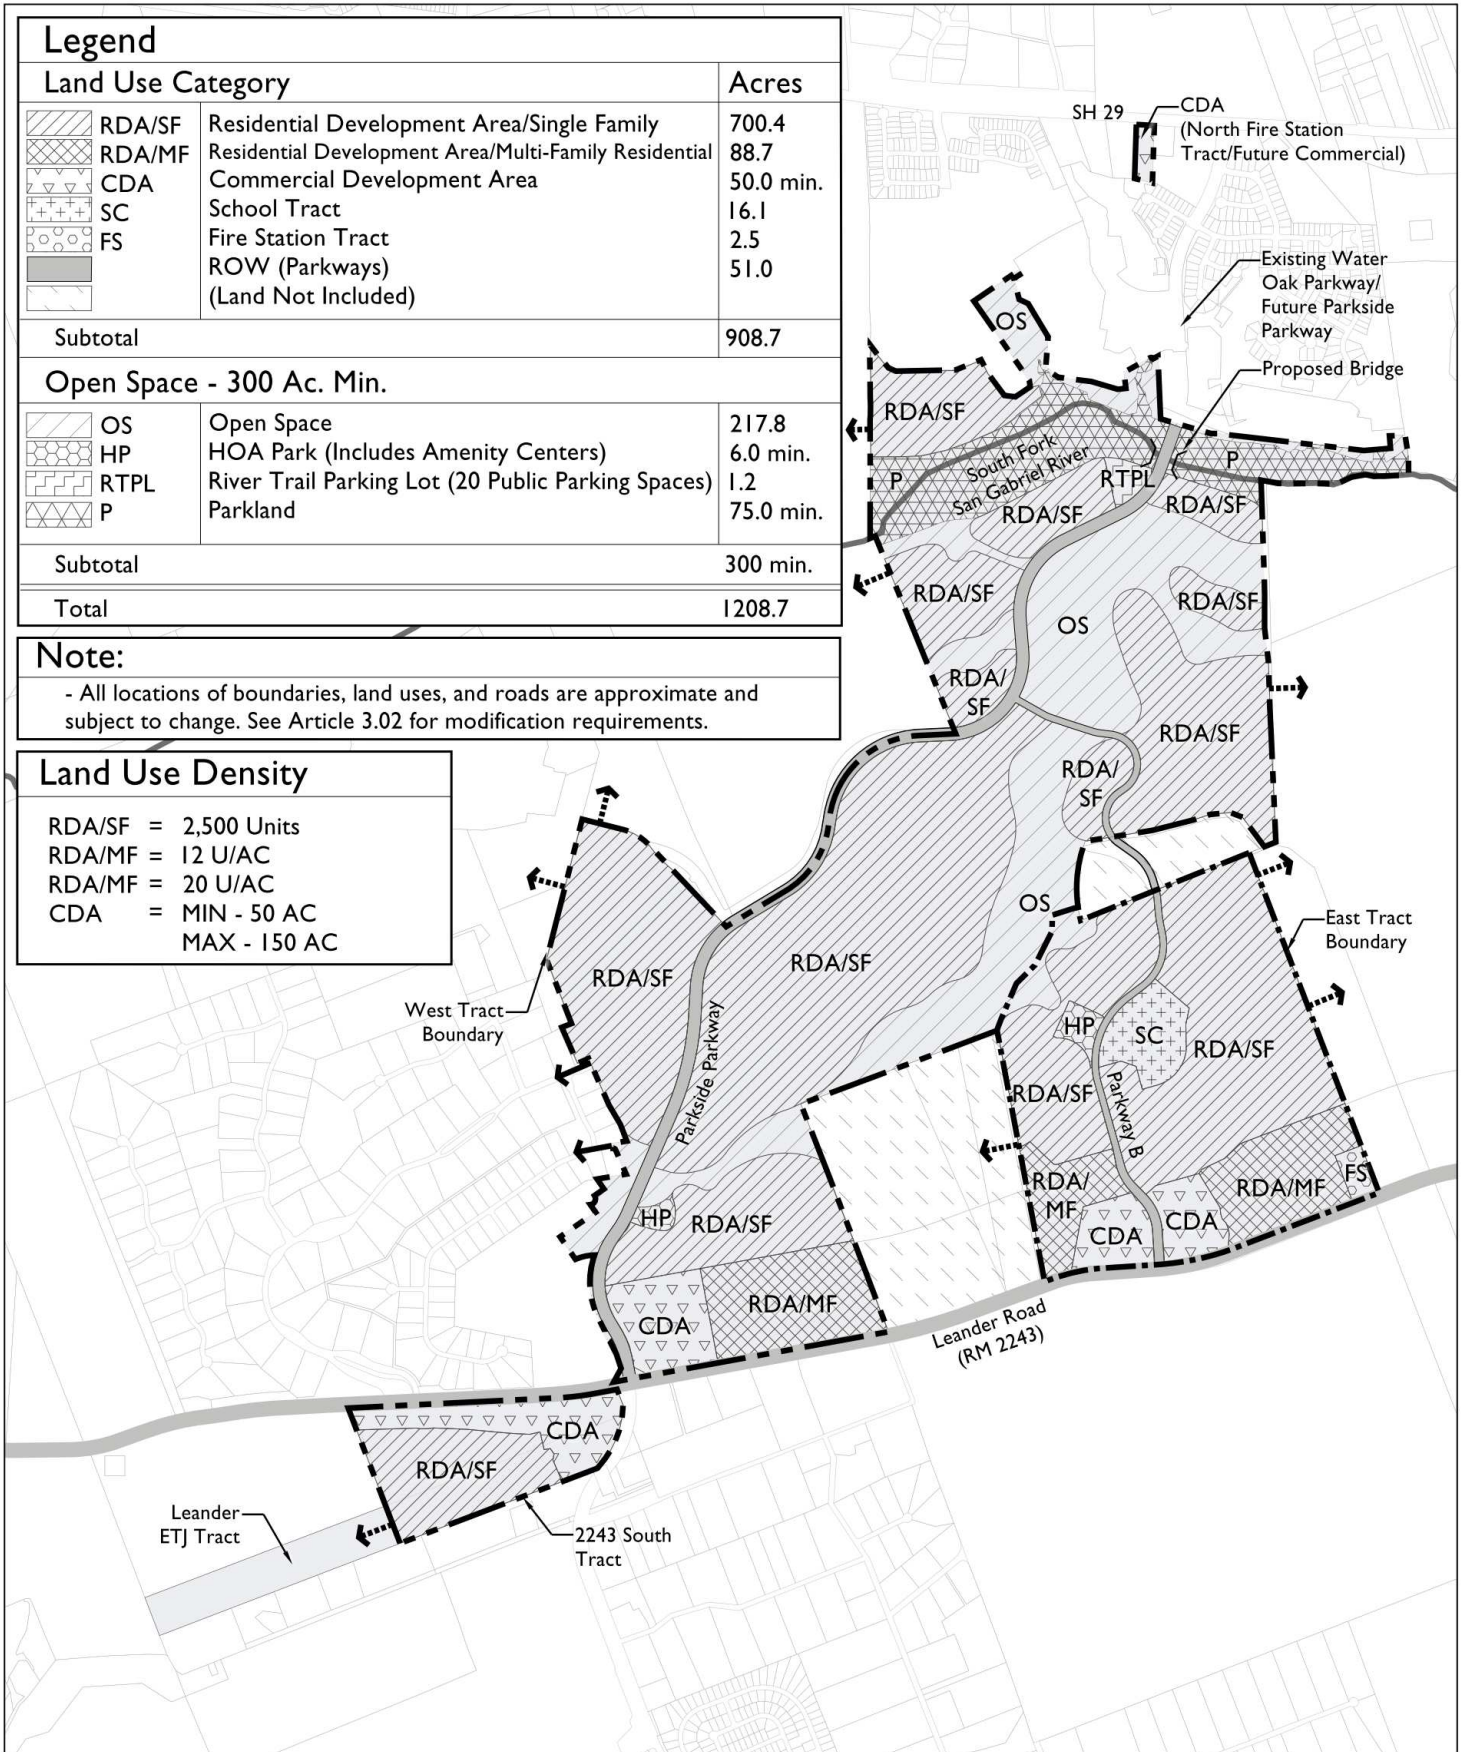 Legend
Land Use Category Acres
RDA/SF Residential Development Area/Single Family 700.4
RDA/MF Residential Development Area/Multi-Family Residential 88.7
CDA Commercial Development Area 50.0 min.
SC School Tract 16.1
FS Fire Station Tract 2.5
ROW (Parkways) 51.0
(Land Not Included)
Subtotal 908.7
Open Space - 300 Ac. Min.
OS Open Space 217.8
HP HOA Park (Includes Amenity Centers) 6.0 min.
RTPL River Trail Parking Lot (20 Public Parking Spaces) 1.2
P Parkland 75.0 min.
Subtotal 300 min.
Total 1208.7
Note:
- All locations of boundaries, land uses, and roads are approximate and
subject to change. See Article 3.02 for modification requirements.
Land Use Density
RDA/SF = 2,500 Units
RDA/MF = 12 U/AC
RDA/MF = 20 U/AC
CDA = MIN - 50 AC
MAX - 150 AC
SH 29
CDA
(North Fire Station
Tract/Future Commercial)
Existing Water
Oak Parkway/
Future Parkside
Parkway
Proposed Bridge
OS
RDA/SF
South Fork
San Gabriel River
P
P
RTPL
RDA/SF
RDA/SF
RDA/SF
RDA/SF
OS
RDA/
SF
RDA/SF
RDA/
SF
OS
East Tract
Boundary
RDA/SF
RDA/SF
West Tract
Boundary
Parkside Parkway
HP
SC
RDA/SF
RDA/SF
Parkway B
RDA/
MF
RDA/MF
FS
CDA
CDA
HP
RDA/SF
CDA
RDA/MF
Leander Road
(RM 2243)
CDA
RDA/SF
Leander
ETJ Tract
2243 South
Tract